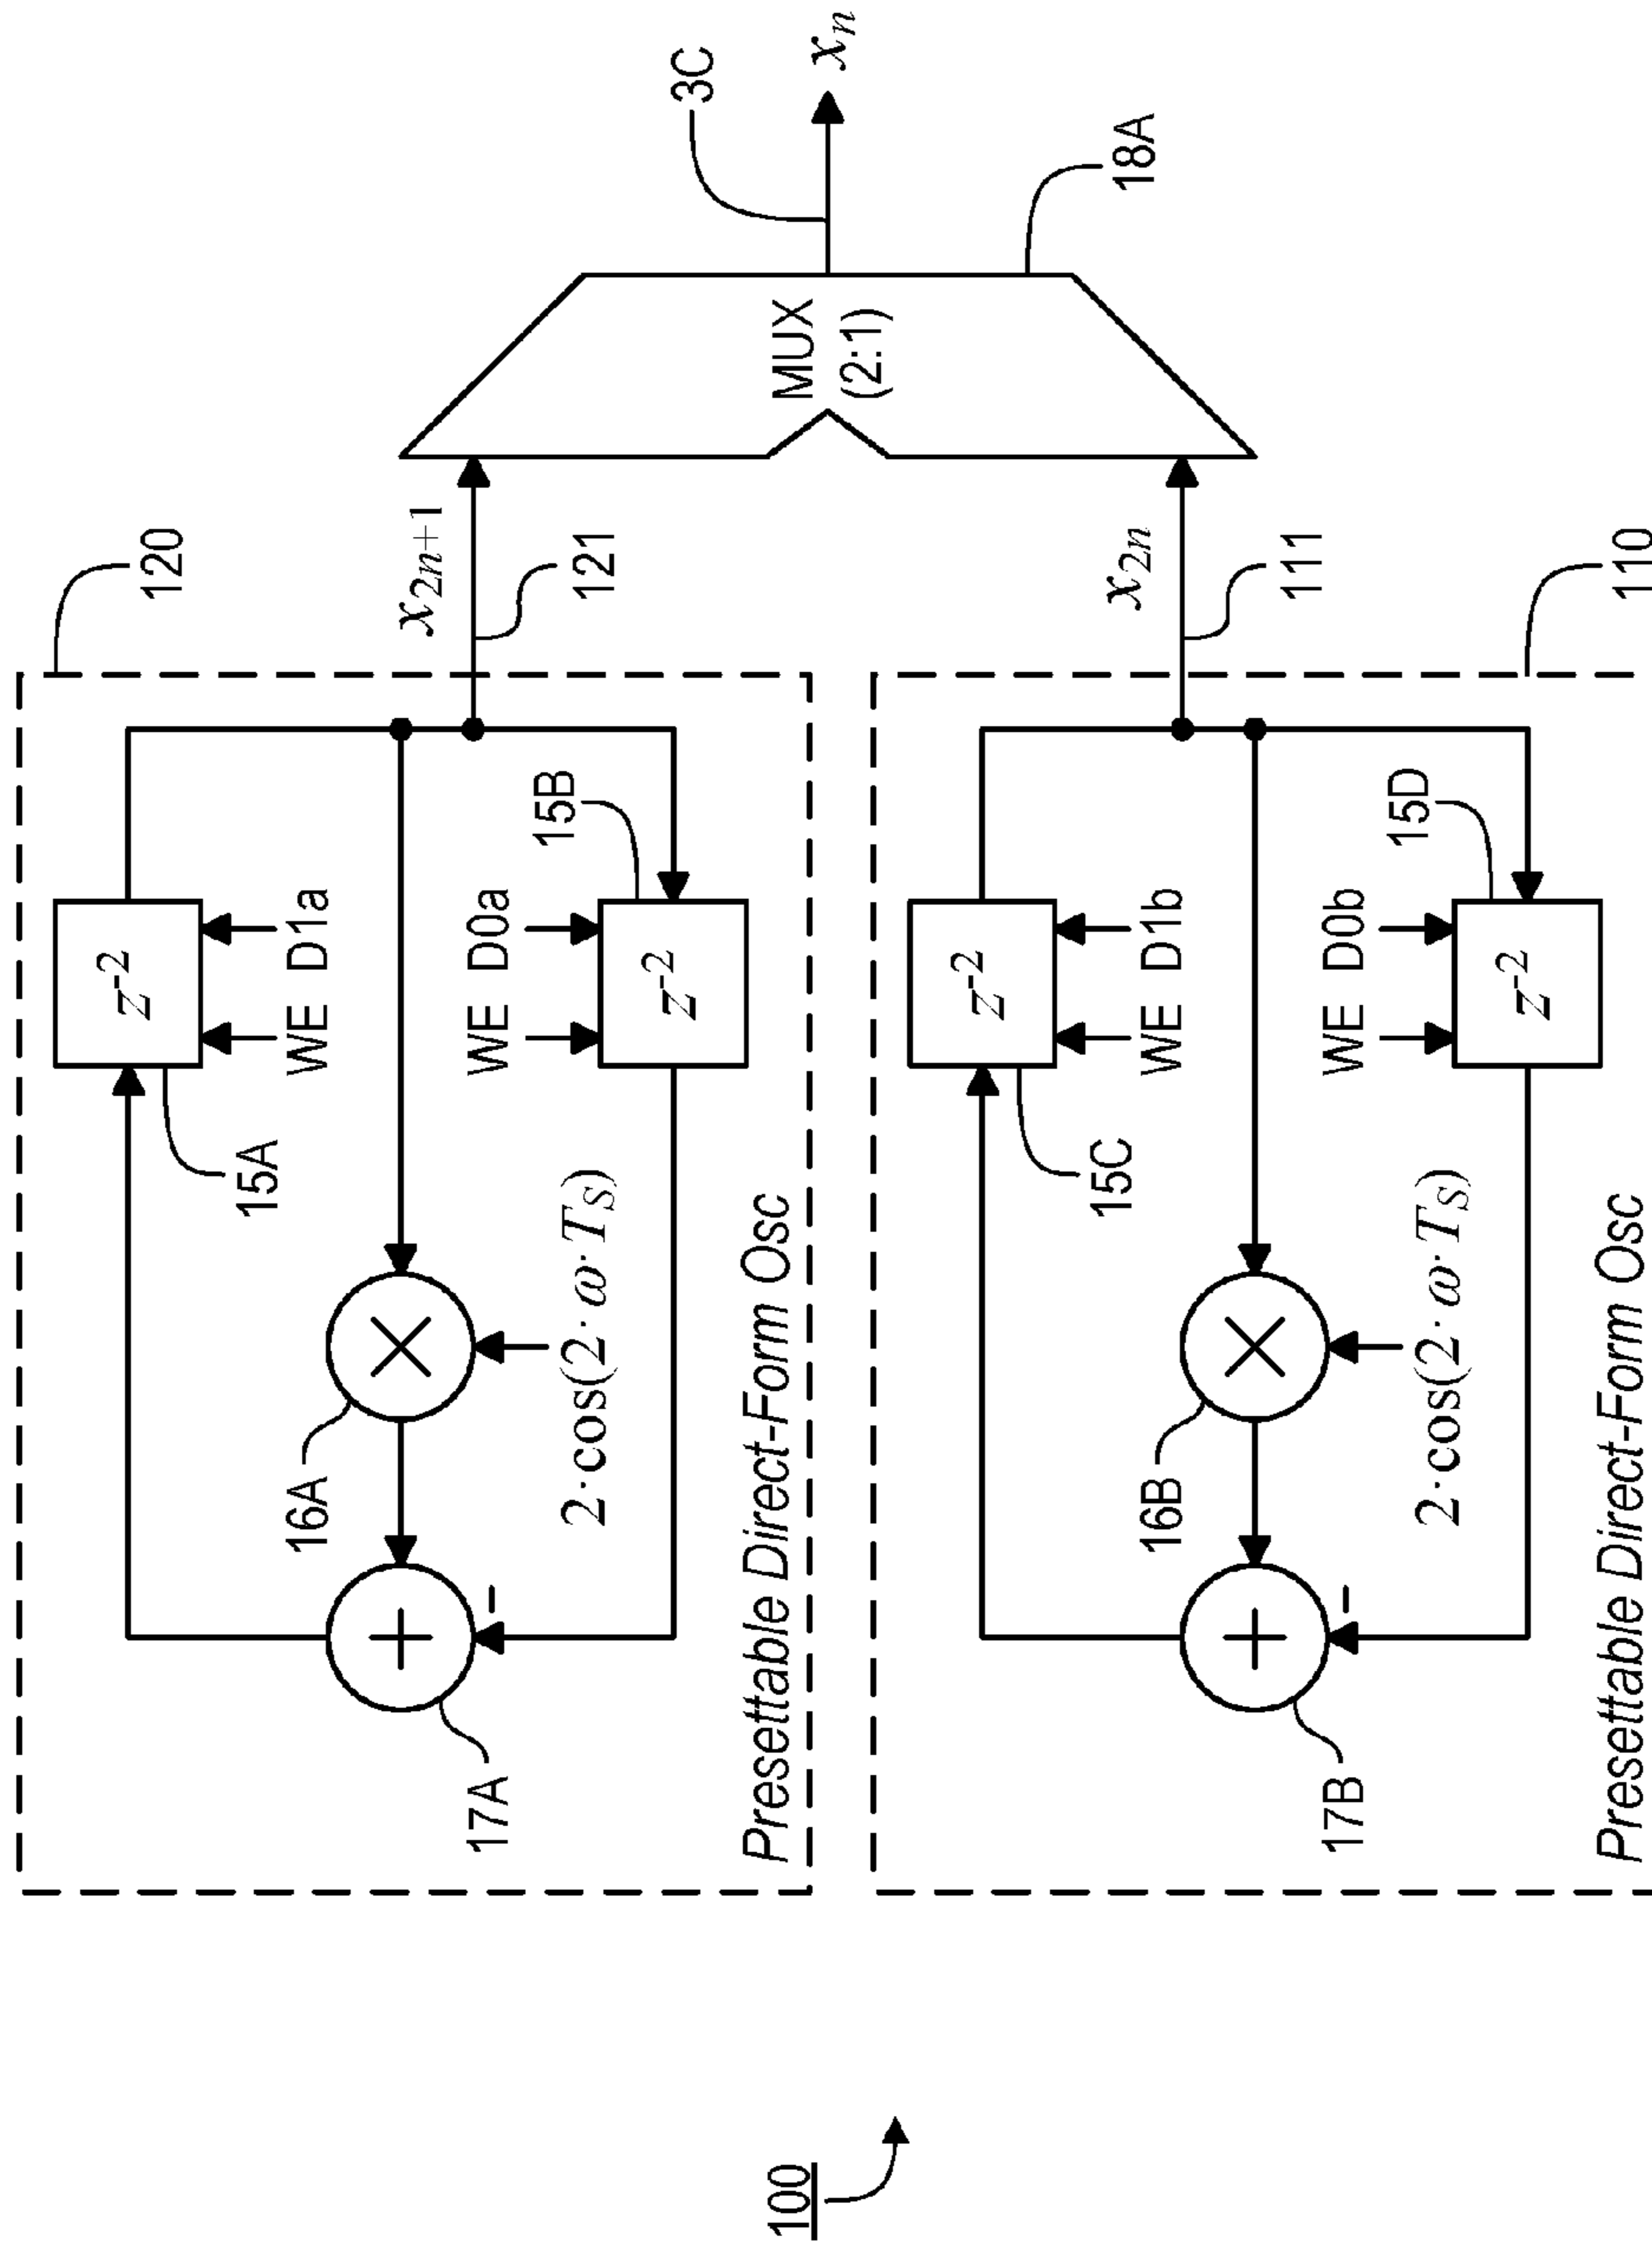 120
z⁻²
15A
WE D1a
WE D0a
15B
z⁻²
16A
17A
2·cos(2·ω·T_S)
Presettable Direct-Form Osc
x_{2n+1}
121
3C
x_n
MUX
(2:1)
18A
x_{2n}
111
110
z⁻²
15C
WE D1b
WE D0b
15D
z⁻²
16B
17B
2·cos(2·ω·T_S)
Presettable Direct-Form Osc
100